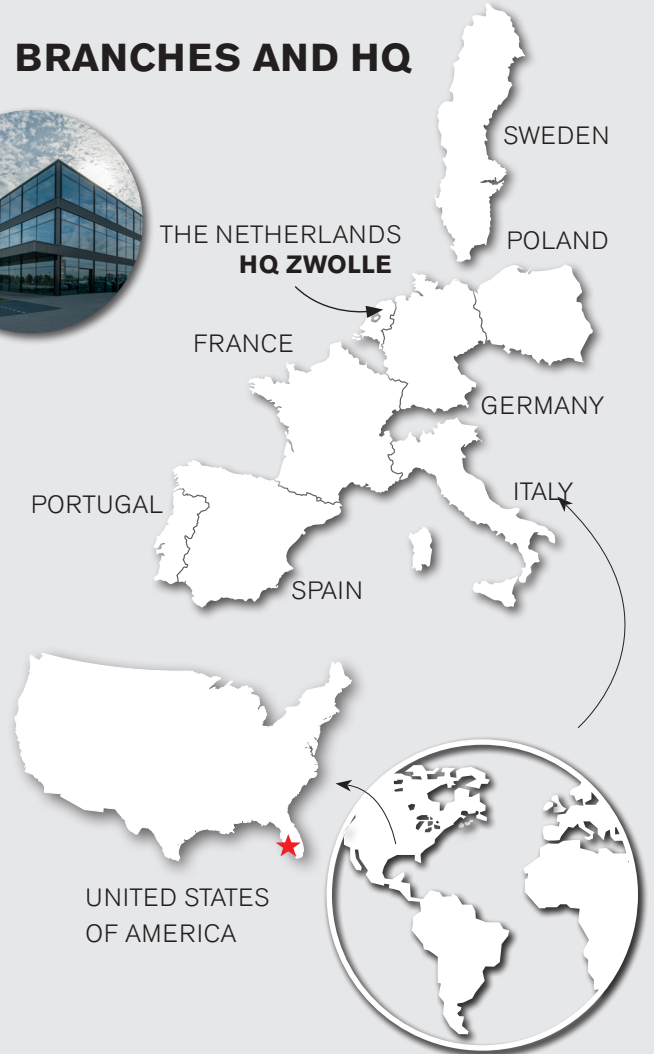 BRANCHES AND HQ
SWEDEN
THE NETHERLANDS
HQ ZWOLLE
POLAND
FRANCE
GERMANY
ITALY
PORTUGAL
SPAIN
UNITED STATES
OF AMERICA